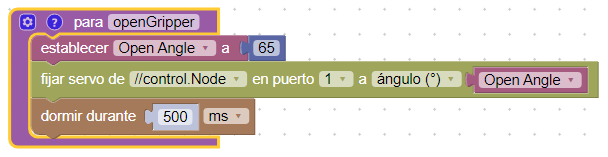 para openGripper
establecer Open Angle a 65
fijar servo de //control.Node en puerto 1 a ángulo (°) Open Angle
dormir durante 500 ms